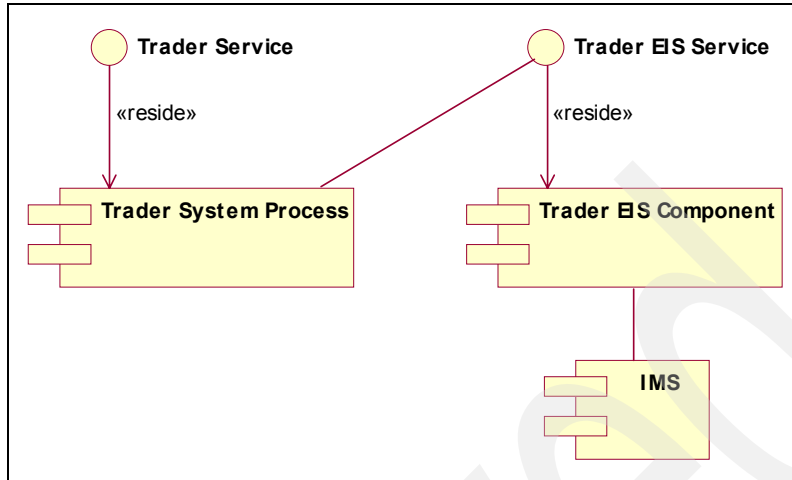 Trader Service
Trader EIS Service
«reside»
«reside»
Trader System Process
Trader EIS Component
IMS